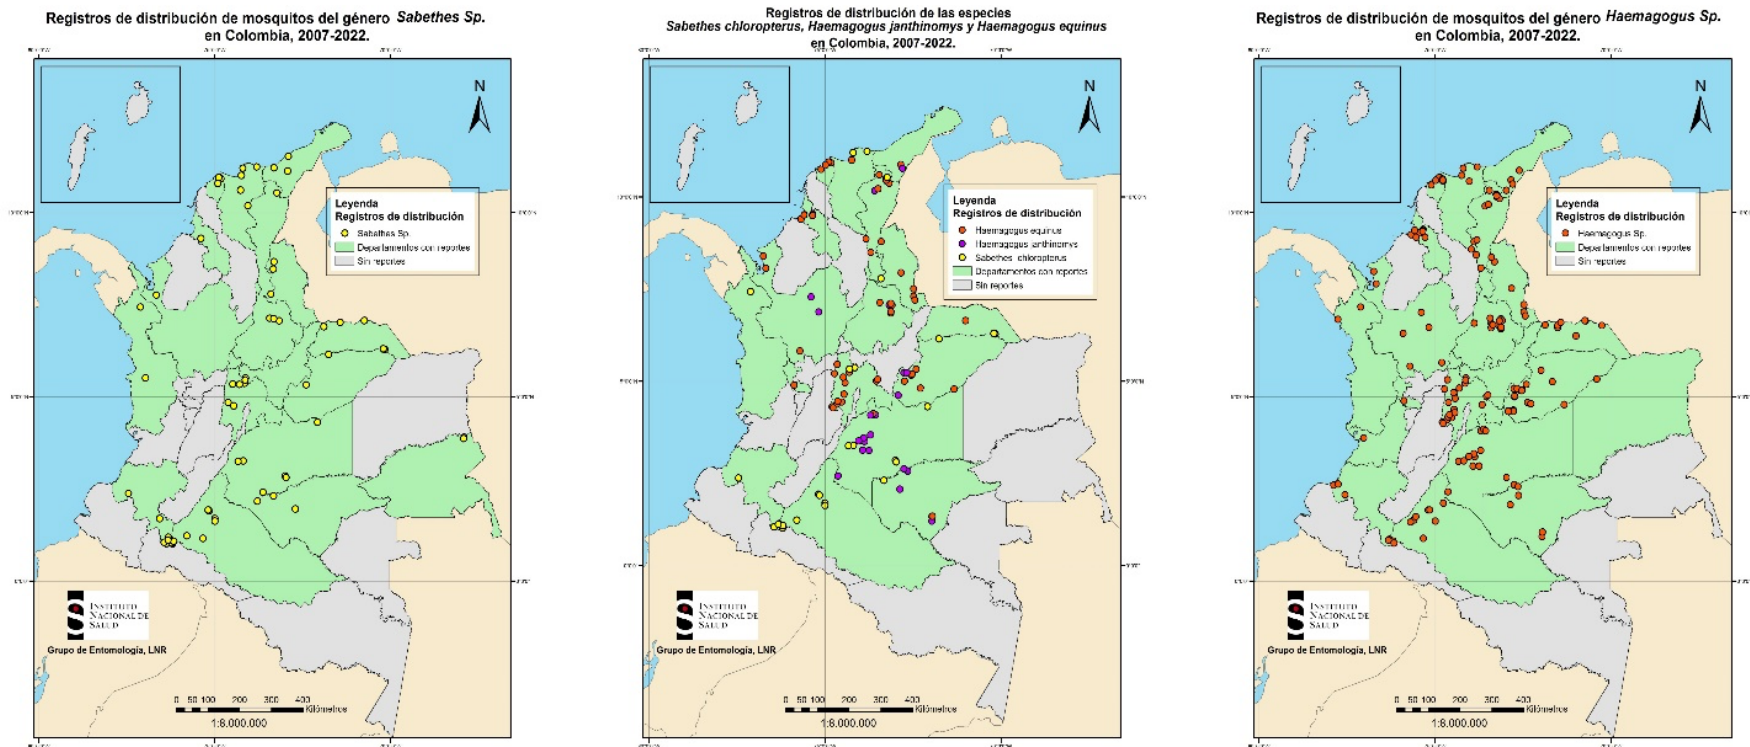 Registros de distribución de mosquitos del género Sabethes Sp.
en Colombia, 2007-2022.
N
Leyenda
Registros de distribución
Sabethes Sp.
Departamentos con reportes
Sin reportes
INSTITUTO
NACIONAL DE
SALUD
Grupo de Entomología, LNR
0 50 100 200 300 400
Kilómetros
1:6.000.000
Registros de distribución de las especies
Sabethes chloropterus, Haemagogus janthinomys y Haemagogus equinus
en Colombia, 2007-2022.
N
Leyenda
Registros de distribución
Haemagogus equinus
Haemagogus janthinomys
Sabethes chloropterus
Departamentos con reportes
Sin reportes
INSTITUTO
NACIONAL DE
SALUD
Grupo de Entomología, LNR
0 50 100 200 300 400
Kilómetros
1:6.000.000
Registros de distribución de mosquitos del género Haemagogus Sp.
en Colombia, 2007-2022.
N
Leyenda
Registros de distribución
Haemagogus Sp.
Departamentos con reportes
Sin reportes
INSTITUTO
NACIONAL DE
SALUD
Grupo de Entomología, LNR
0 50 100 200 300 400
Kilómetros
1:6.000.000